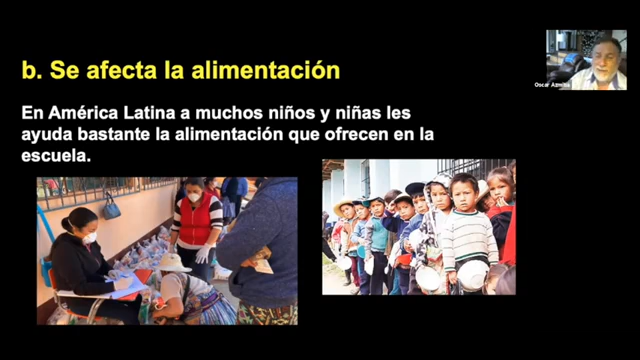 b. Se afecta la alimentación
En América Latina a muchos niños y niñas les
ayuda bastante la alimentación que ofrecen en la
escuela.
Oscar Azmitia